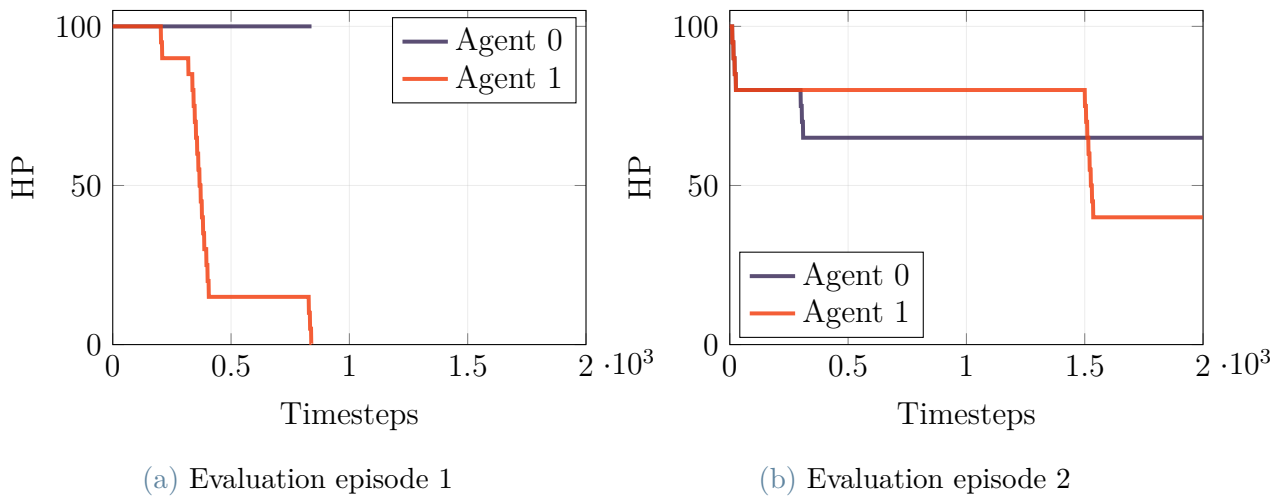 100
50
0
HP
0
0.5
1
1.5
2
·10³
Timesteps
Agent 0
Agent 1
(a) Evaluation episode 1
100
50
0
HP
0
0.5
1
1.5
2
·10³
Timesteps
Agent 0
Agent 1
(b) Evaluation episode 2